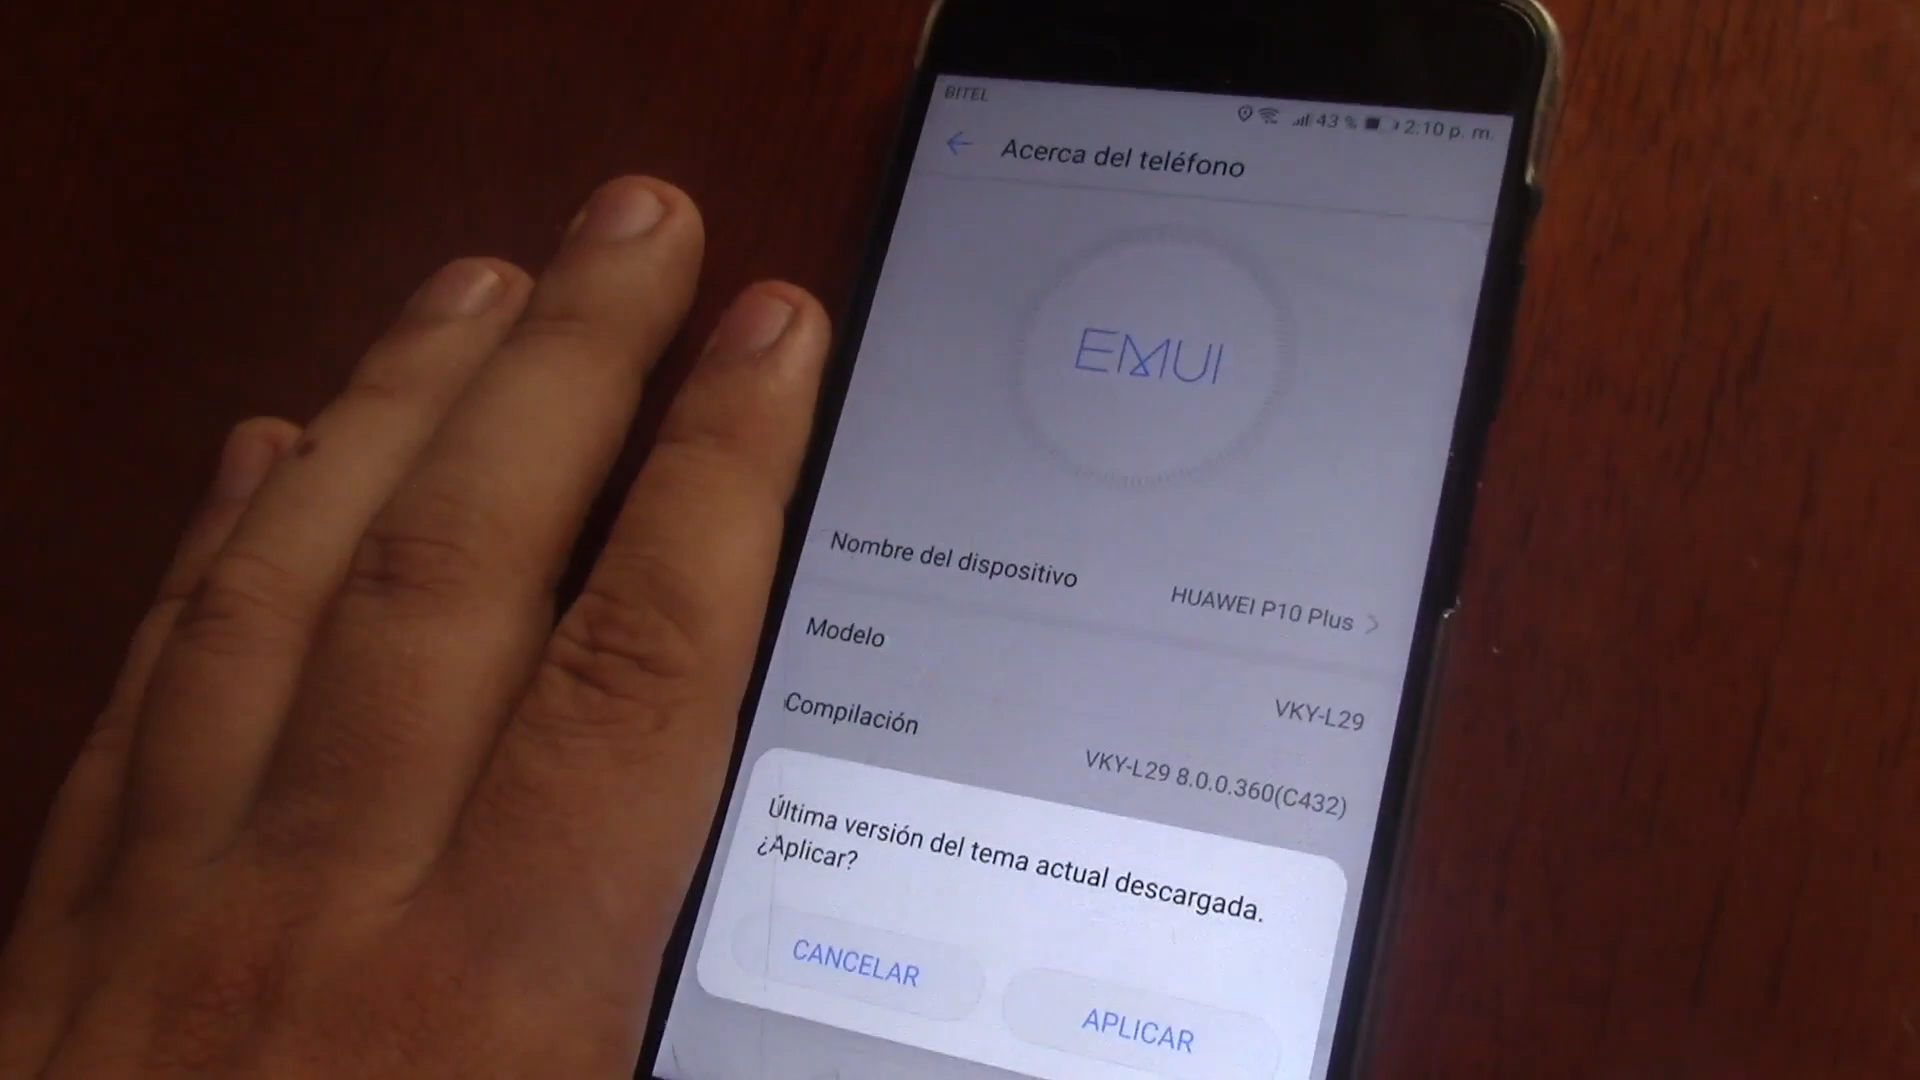 BITEL
43 % 2:10 p. m.
Acerca del teléfono
EMUI
Nombre del dispositivo
HUAWEI P10 Plus
Modelo
VKY-L29
Compilación
VKY-L29 8.0.0.360(C432)
Última versión del tema actual descargada.
¿Aplicar?
CANCELAR
APLICAR